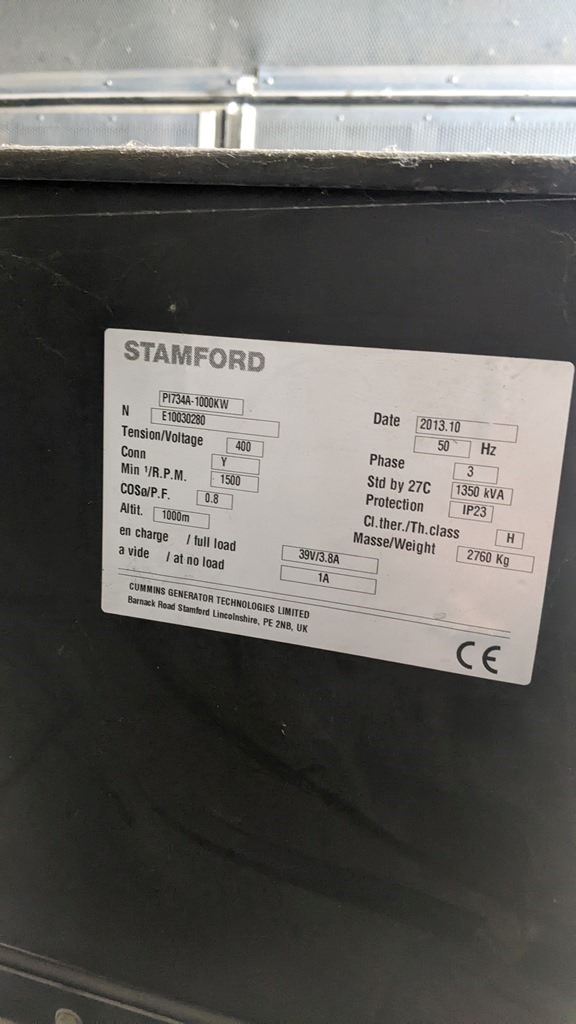 STAMFORD
PI734A-1000KW
N E10030280
Tension/Voltage 400
Conn Y
Min ¹/R.P.M. 1500
COSø/P.F. 0.8
Altit. 1000m
en charge / full load 39V/3.8A
a vide / at no load 1A
Date 2013.10
50 Hz
Phase 3
Std by 27C 1350 kVA
Protection IP23
Cl.ther./Th.class H
Masse/Weight 2760 Kg
CUMMINS GENERATOR TECHNOLOGIES LIMITED
Barnack Road Stamford Lincolnshire, PE 2NB, UK
CE